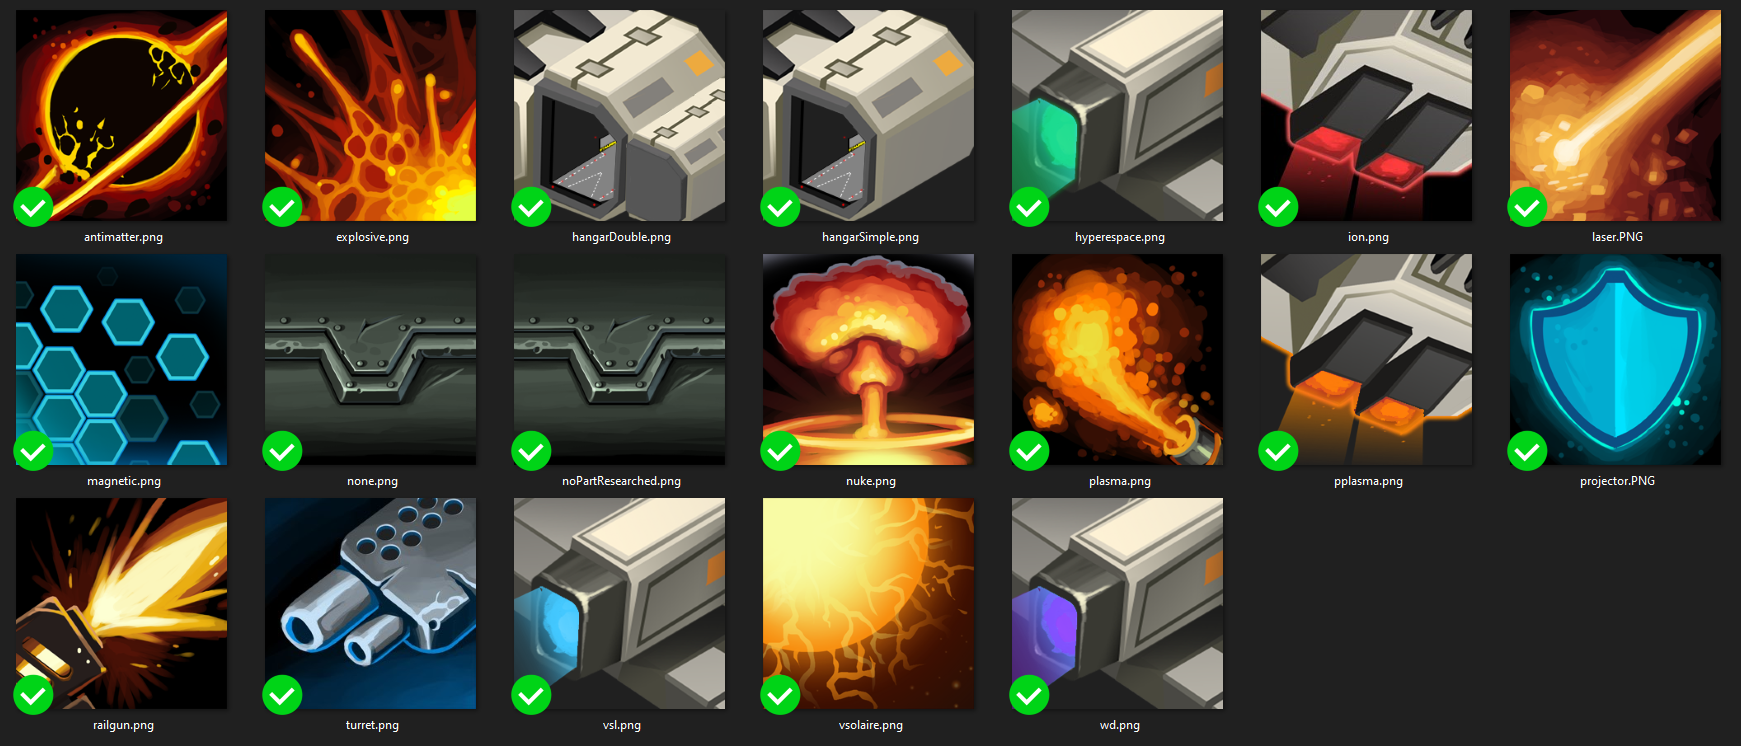 antimatter.png
explosive.png
hangarDouble.png
hangarSimple.png
hyperespace.png
ion.png
laser.PNG
magnetic.png
none.png
noPartResearched.png
nuke.png
plasma.png
pplasma.png
projector.PNG
railgun.png
turret.png
vsl.png
vsolaire.png
wd.png